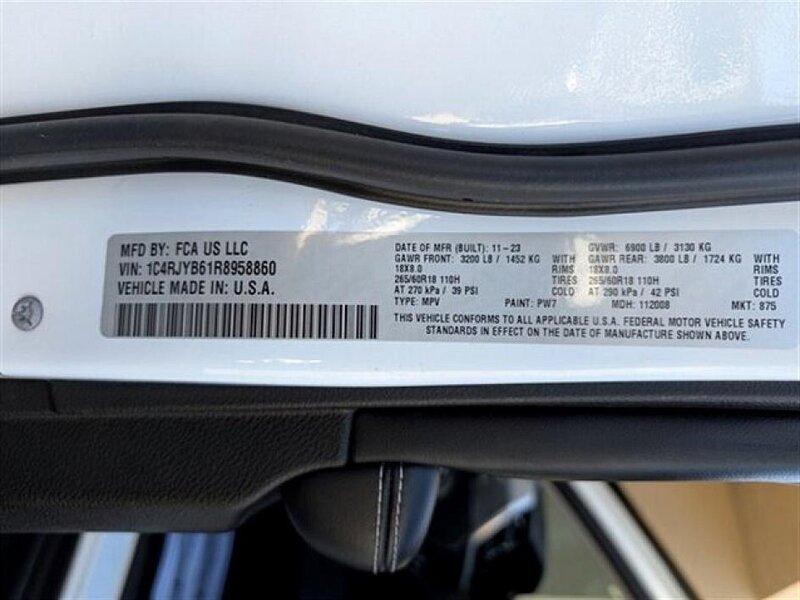 MFD BY: FCA US LLC
VIN: 1C4RJYB61R8958860
VEHICLE MADE IN: U.S.A.
DATE OF MFR (BUILT): 11-23 GVWR: 6900 LB / 3130 KG
GAWR FRONT: 3200 LB / 1452 KG WITH GAWR REAR: 3800 LB / 1724 KG WITH
18X8.0 RIMS 18X8.0 RIMS
265/60R18 110H TIRES 265/60R18 110H TIRES
AT 270 kPa / 39 PSI COLD AT 290 kPa / 42 PSI COLD
TYPE: MPV PAINT: PW7 MDH: 112008 MKT: 875
THIS VEHICLE CONFORMS TO ALL APPLICABLE U.S.A. FEDERAL MOTOR VEHICLE SAFETY
STANDARDS IN EFFECT ON THE DATE OF MANUFACTURE SHOWN ABOVE.